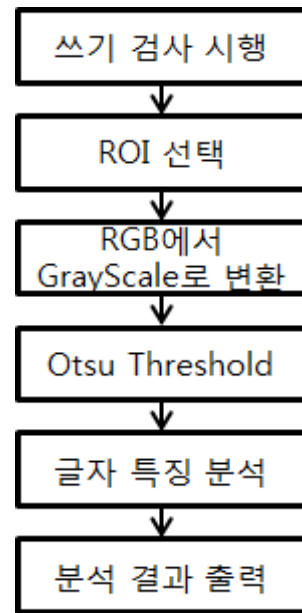 쓰기 검사 시행
ROI 선택
RGB에서
GrayScale로 변환
Otsu Threshold
글자 특징 분석
분석 결과 출력